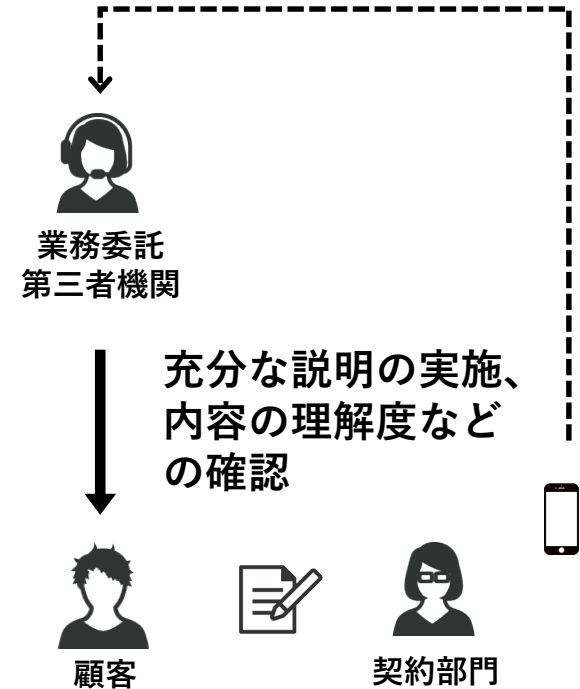 業務委託
第三者機関
充分な説明の実施、
内容の理解度など
の確認
顧客
契約部門